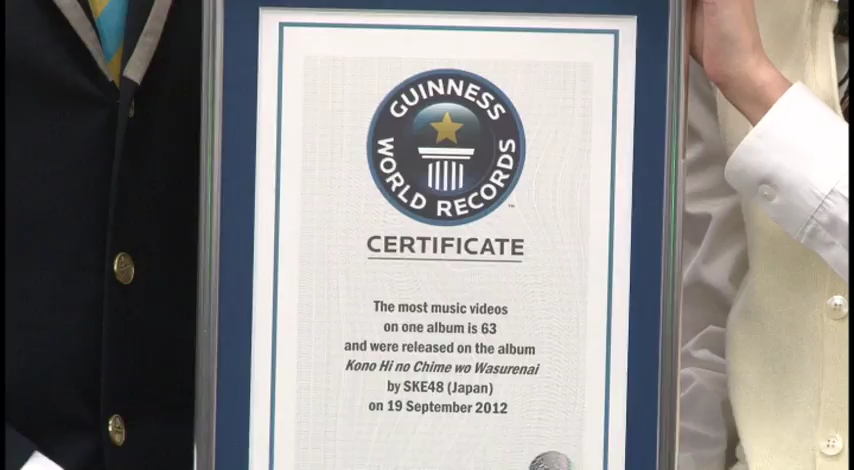 GUINNESS
WORLD RECORDS
™
CERTIFICATE
The most music videos
on one album is 63
and were released on the album
Kono Hi no Chime wo Wasurenai
by SKE48 (Japan)
on 19 September 2012